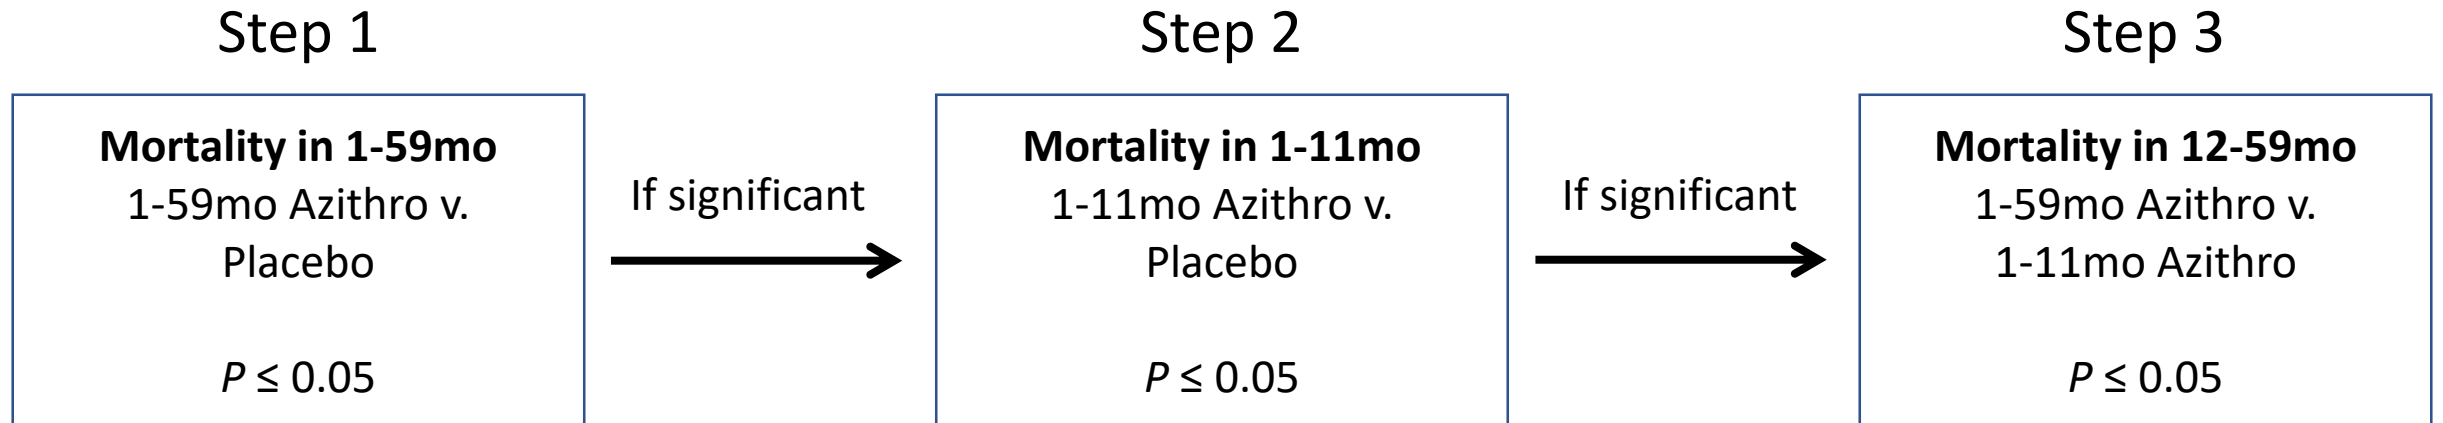 Step 1
Mortality in 1-59mo
1-59mo Azithro v.
Placebo
P ≤ 0.05
If significant
Step 2
Mortality in 1-11mo
1-11mo Azithro v.
Placebo
P ≤ 0.05
If significant
Step 3
Mortality in 12-59mo
1-59mo Azithro v.
1-11mo Azithro
P ≤ 0.05